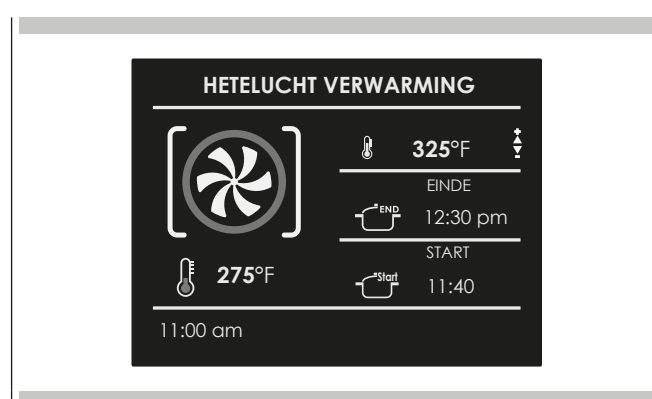 HETELUCHT VERWARMING
325°F
EINDE
END
12:30 pm
START
Start
11:40
275°F
11:00 am